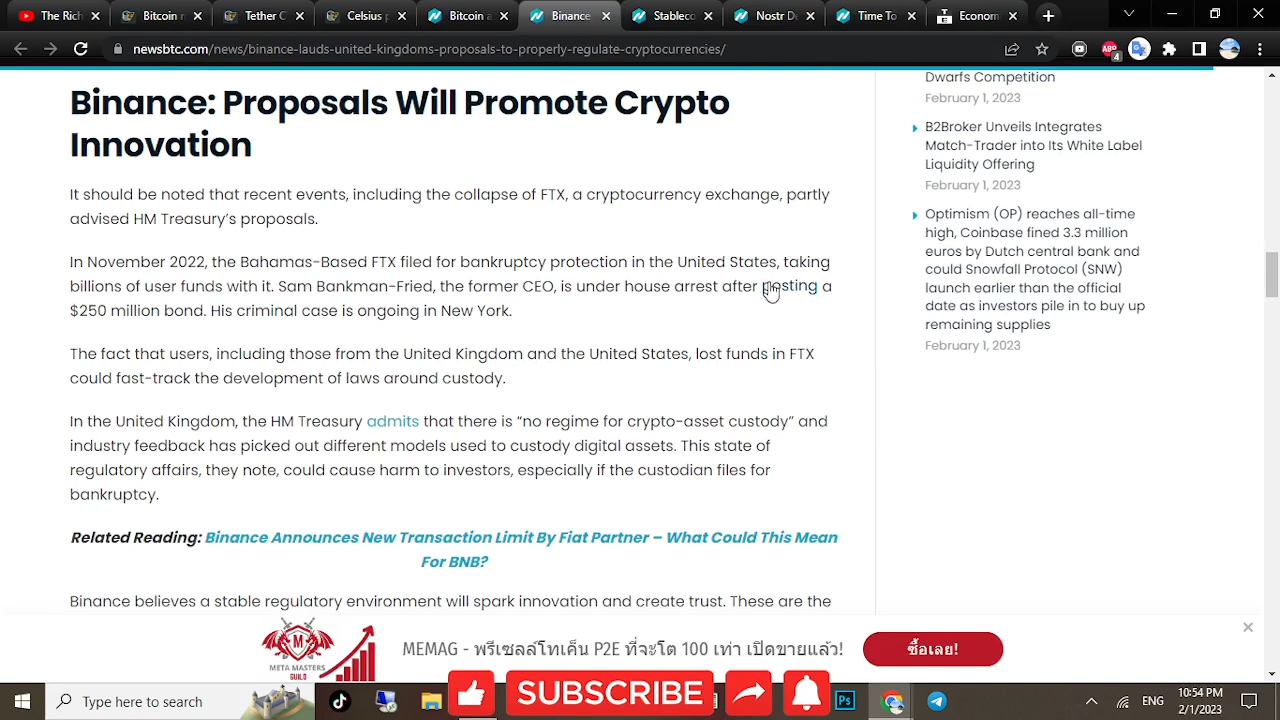 The Rich
Bitcoin r
Tether C
Celsius p
Bitcoin a
Binance
Stableco
Nostr De
Time To
Econom
newsbtc.com/news/binance-lauds-united-kingdoms-proposals-to-properly-regulate-cryptocurrencies/
ABP
4
Binance: Proposals Will Promote Crypto
Innovation
It should be noted that recent events, including the collapse of FTX, a cryptocurrency exchange, partly
advised HM Treasury's proposals.
In November 2022, the Bahamas-Based FTX filed for bankruptcy protection in the United States, taking
billions of user funds with it. Sam Bankman-Fried, the former CEO, is under house arrest after posting a
$250 million bond. His criminal case is ongoing in New York.
The fact that users, including those from the United Kingdom and the United States, lost funds in FTX
could fast-track the development of laws around custody.
In the United Kingdom, the HM Treasury admits that there is “no regime for crypto-asset custody” and
industry feedback has picked out different models used to custody digital assets. This state of
regulatory affairs, they note, could cause harm to investors, especially if the custodian files for
bankruptcy.
Related Reading: Binance Announces New Transaction Limit By Fiat Partner – What Could This Mean
For BNB?
Binance believes a stable regulatory environment will spark innovation and create trust. These are the
Dwarfs Competition
February 1, 2023
B2Broker Unveils Integrates
Match-Trader into Its White Label
Liquidity Offering
February 1, 2023
Optimism (OP) reaches all-time
high, Coinbase fined 3.3 million
euros by Dutch central bank and
could Snowfall Protocol (SNW)
launch earlier than the official
date as investors pile in to buy up
remaining supplies
February 1, 2023
M
META MASTERS
GUILD
MEMAG - พรีเซลล์โทเค็น P2E ที่จะโต 100 เท่า เปิดขายแล้ว!
ซื้อเลย!
Type here to search
SUBSCRIBE
Ps
ENG
10:54 PM
2/1/2023